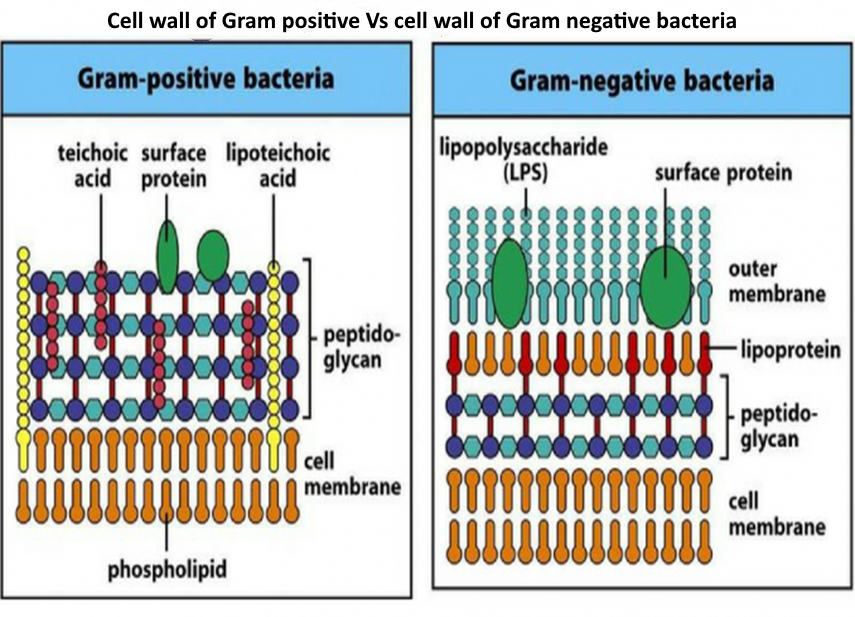 Cell wall of Gram positive Vs cell wall of Gram negative bacteria
Gram-positive bacteria
teichoic
acid
surface
protein
lipoteichoic
acid
peptido-
glycan
cell
membrane
phospholipid
Gram-negative bacteria
lipopolysaccharide
(LPS)
surface protein
outer
membrane
lipoprotein
peptido-
glycan
cell
membrane